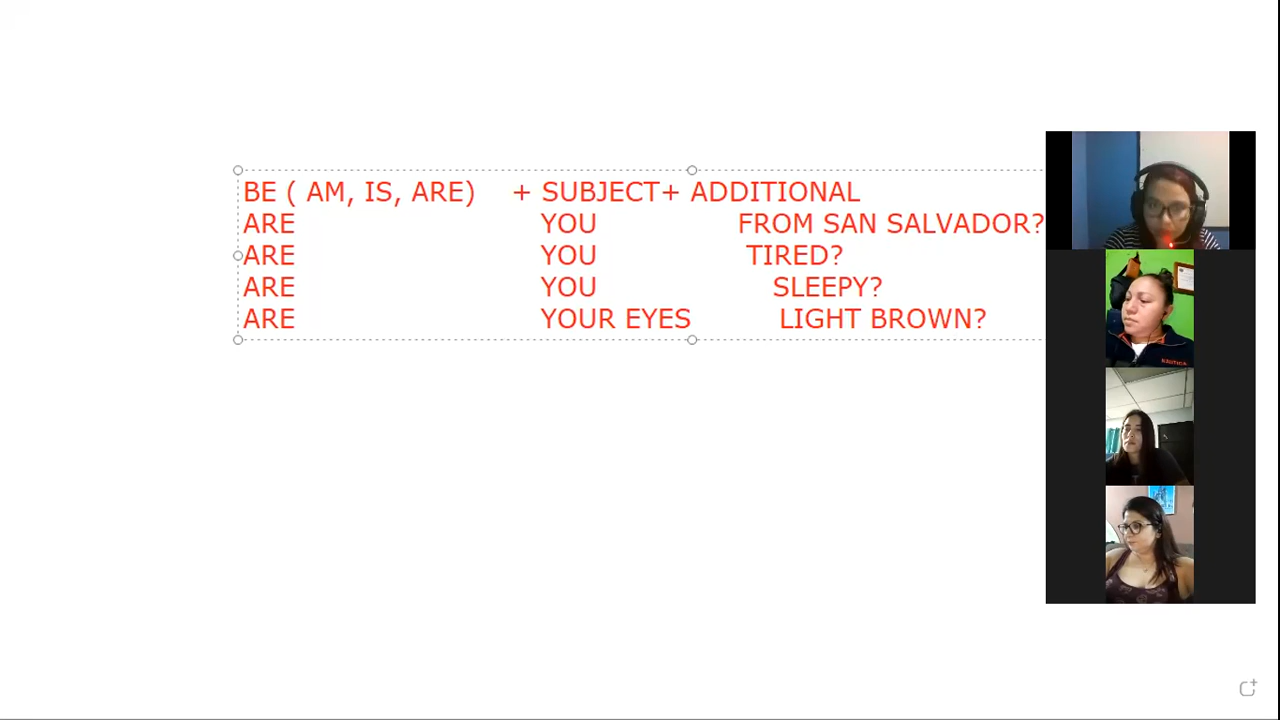 BE ( AM, IS, ARE) + SUBJECT+ ADDITIONAL
ARE YOU FROM SAN SALVADOR?
ARE YOU TIRED?
ARE YOU SLEEPY?
ARE YOUR EYES LIGHT BROWN?
NAUTICA